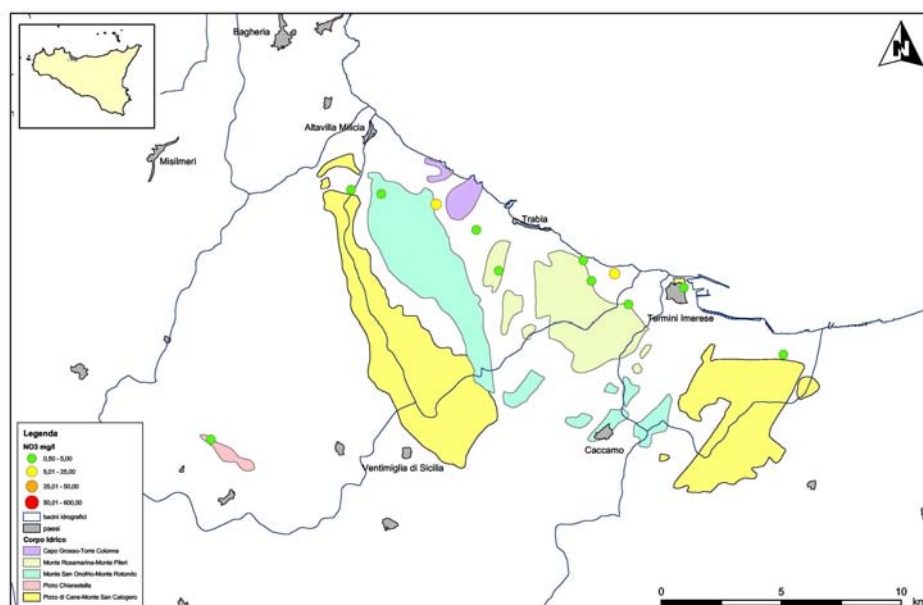 Bagheria
N
Altavilla Milicia
Misilmeri
Trabia
Termini Imerese
Caccamo
Ventimiglia di Sicilia
Legenda
NO3 mg/l
0,50 - 5,00
5,01 - 25,00
25,01 - 50,00
50,01 - 600,00
bacini idrografici
paesi
Corpo Idrico
Capo Grosso-Torre Colonna
Monte Rosamarina-Monte Pileri
Monte San Onofrio-Monte Rotondo
Pizzo Chiarastella
Pizzo di Cane-Monte San Calogero
0 5 10
km